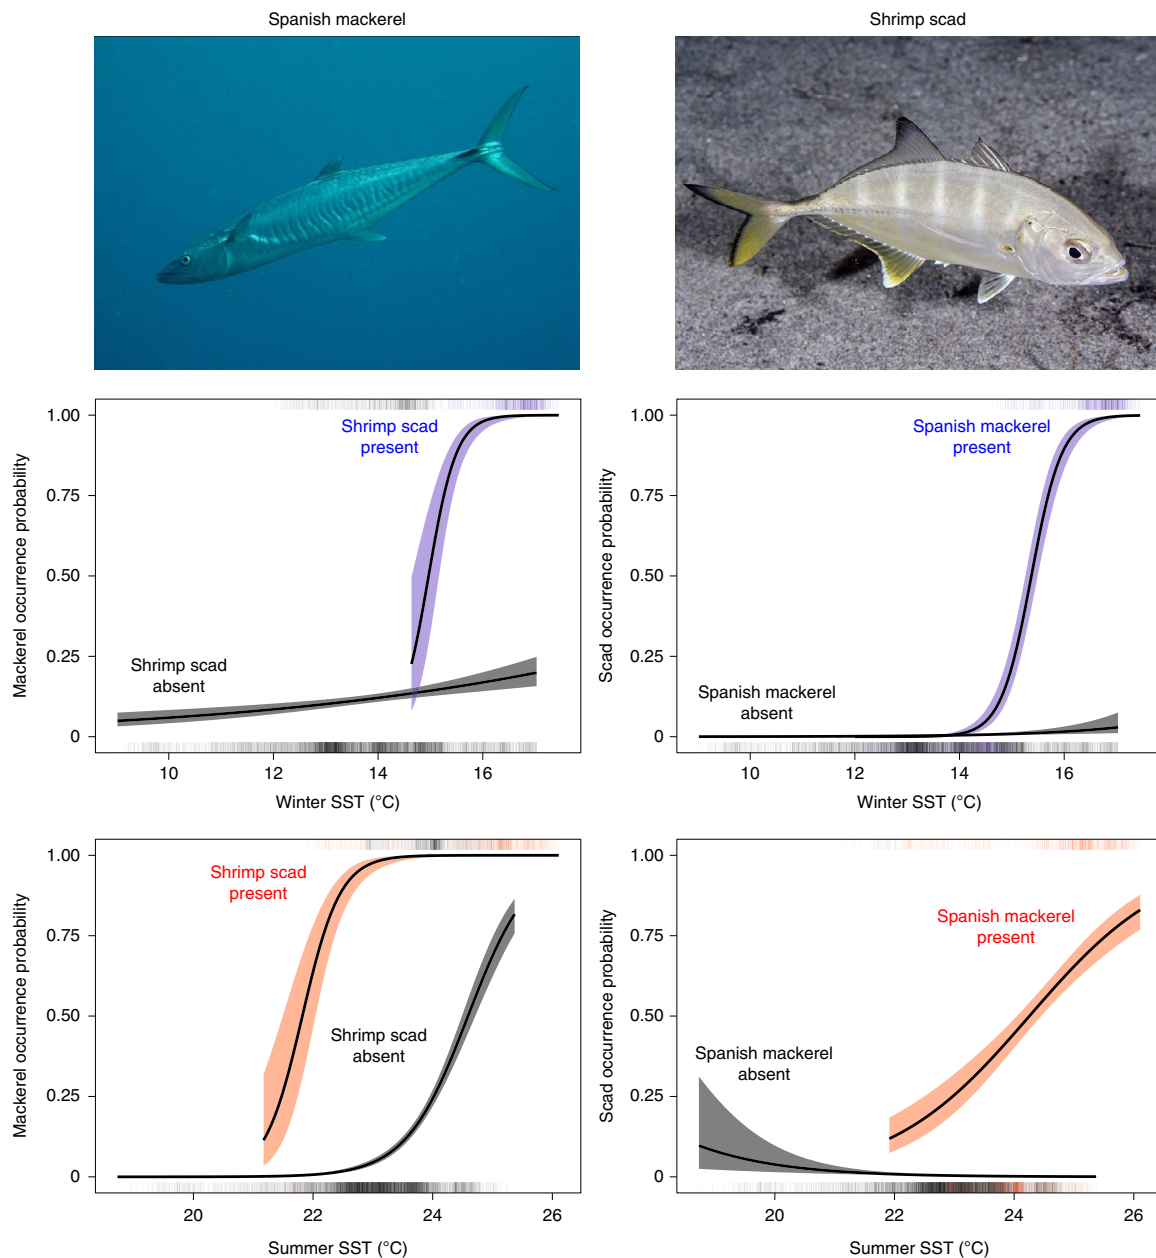 Spanish mackerel
Shrimp scad
Mackerel occurrence probability
1.00
0.75
0.50
0.25
0
Shrimp scad
present
Shrimp scad
absent
10
12
14
16
Winter SST (°C)
Scad occurrence probability
1.00
0.75
0.50
0.25
0
Spanish mackerel
present
Spanish mackerel
absent
10
12
14
16
Winter SST (°C)
Mackerel occurrence probability
1.00
0.75
0.50
0.25
0
Shrimp scad
present
Shrimp scad
absent
20
22
24
26
Summer SST (°C)
Scad occurrence probability
1.00
0.75
0.50
0.25
0
Spanish mackerel
present
Spanish mackerel
absent
20
22
24
26
Summer SST (°C)